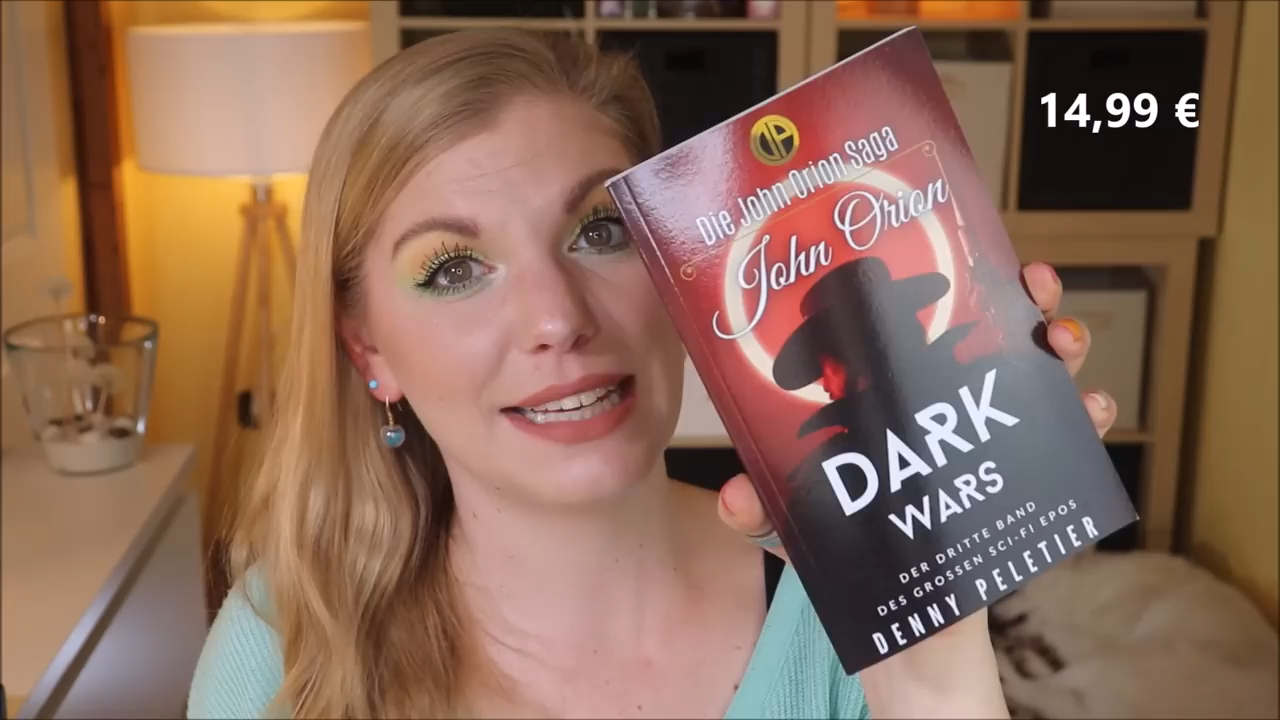 14,99 €
Die John Orion Saga
John Orion
DARK
WARS
DER DRITTE BAND
DES GROSSEN SCI-FI EPOS
DENNY PELETIER